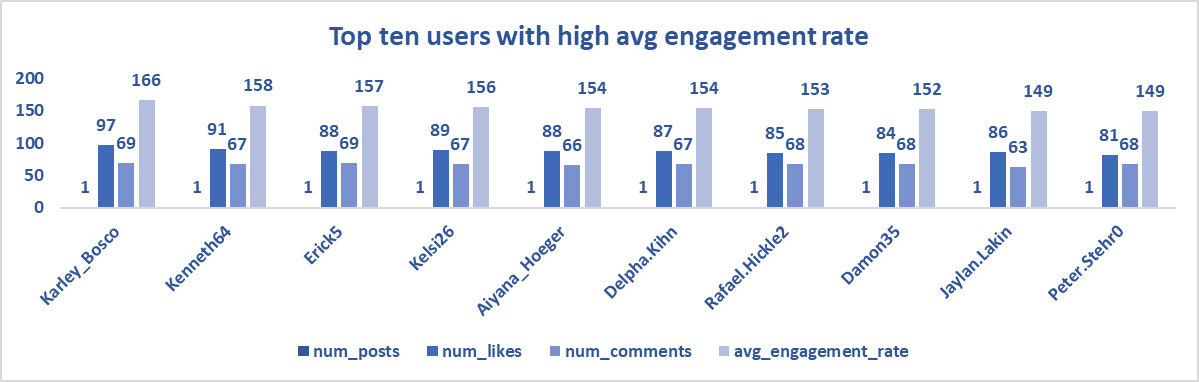 Top ten users with high avg engagement rate
200
150
100
50
0
1 97 69 166
1 91 67 158
1 88 69 157
1 89 67 156
1 88 66 154
1 87 67 154
1 85 68 153
1 84 68 152
1 86 63 149
1 81 68 149
Karley_Bosco
Kenneth64
Erick5
Kelsi26
Aiyana_Hoeger
Delpha.Kihn
Rafael.Hickle2
Damon35
Jaylan.Lakin
Peter.Stehr0
num_posts num_likes num_comments avg_engagement_rate